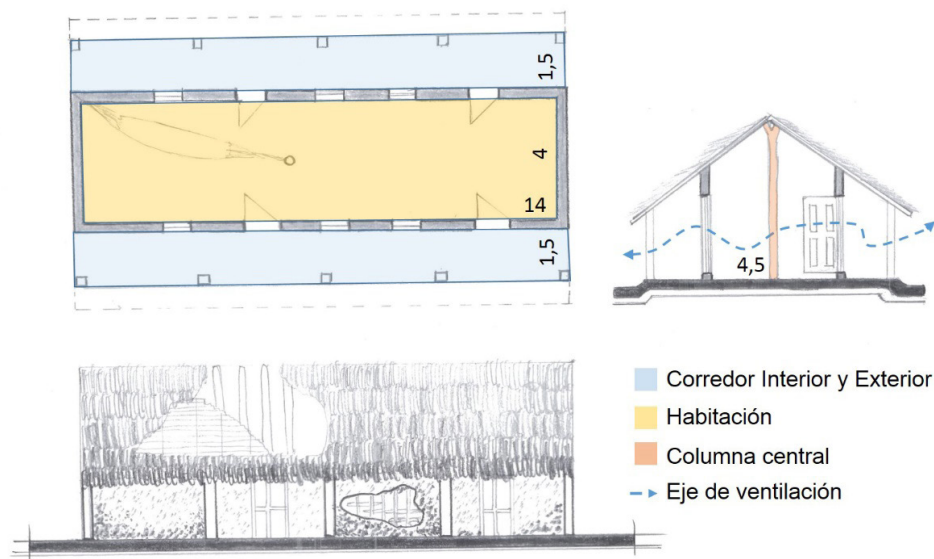 1,5
4
14
1,5
4,5
Corredor Interior y Exterior
Habitación
Columna central
Eje de ventilación